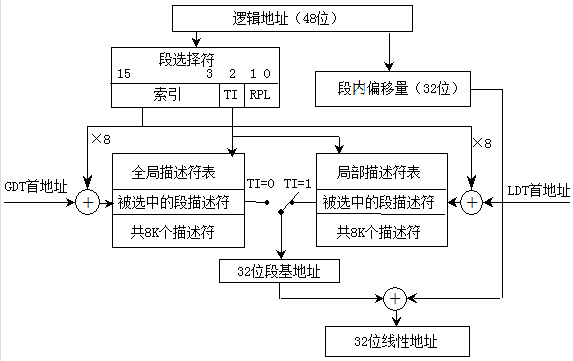 逻辑地址（48位）
段选择符
15 3 2 1 0
索引 TI RPL
段内偏移量（32位）
×8
×8
全局描述符表
局部描述符表
GDT首地址
TI=0
TI=1
LDT首地址
+
被选中的段描述符
被选中的段描述符
+
共8K个描述符
共8K个描述符
32位段基地址
+
32位线性地址